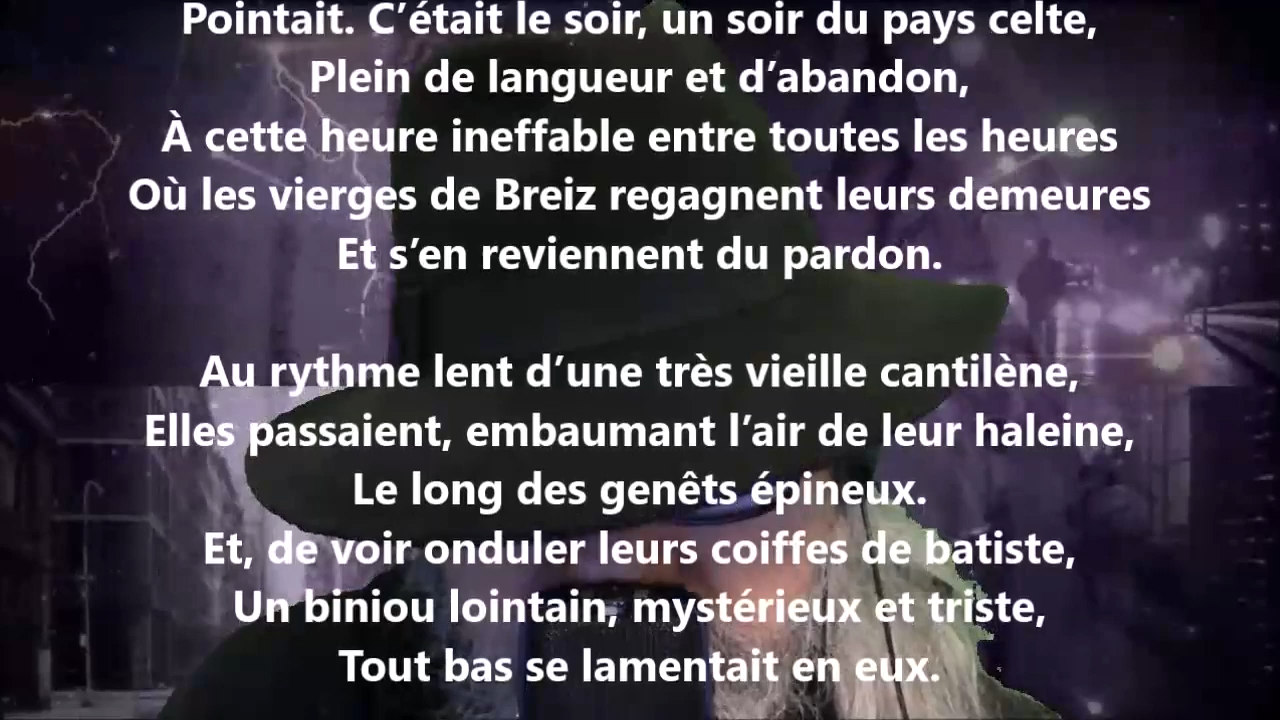 Pointait. C’était le soir, un soir du pays celte,
Plein de langueur et d’abandon,
À cette heure ineffable entre toutes les heures
Où les vierges de Breiz regagnent leurs demeures
Et s’en reviennent du pardon.
Au rythme lent d’une très vieille cantilène,
Elles passaient, embaumant l’air de leur haleine,
Le long des genêts épineux.
Et, de voir onduler leurs coiffes de batiste,
Un biniou lointain, mystérieux et triste,
Tout bas se lamentait en eux.